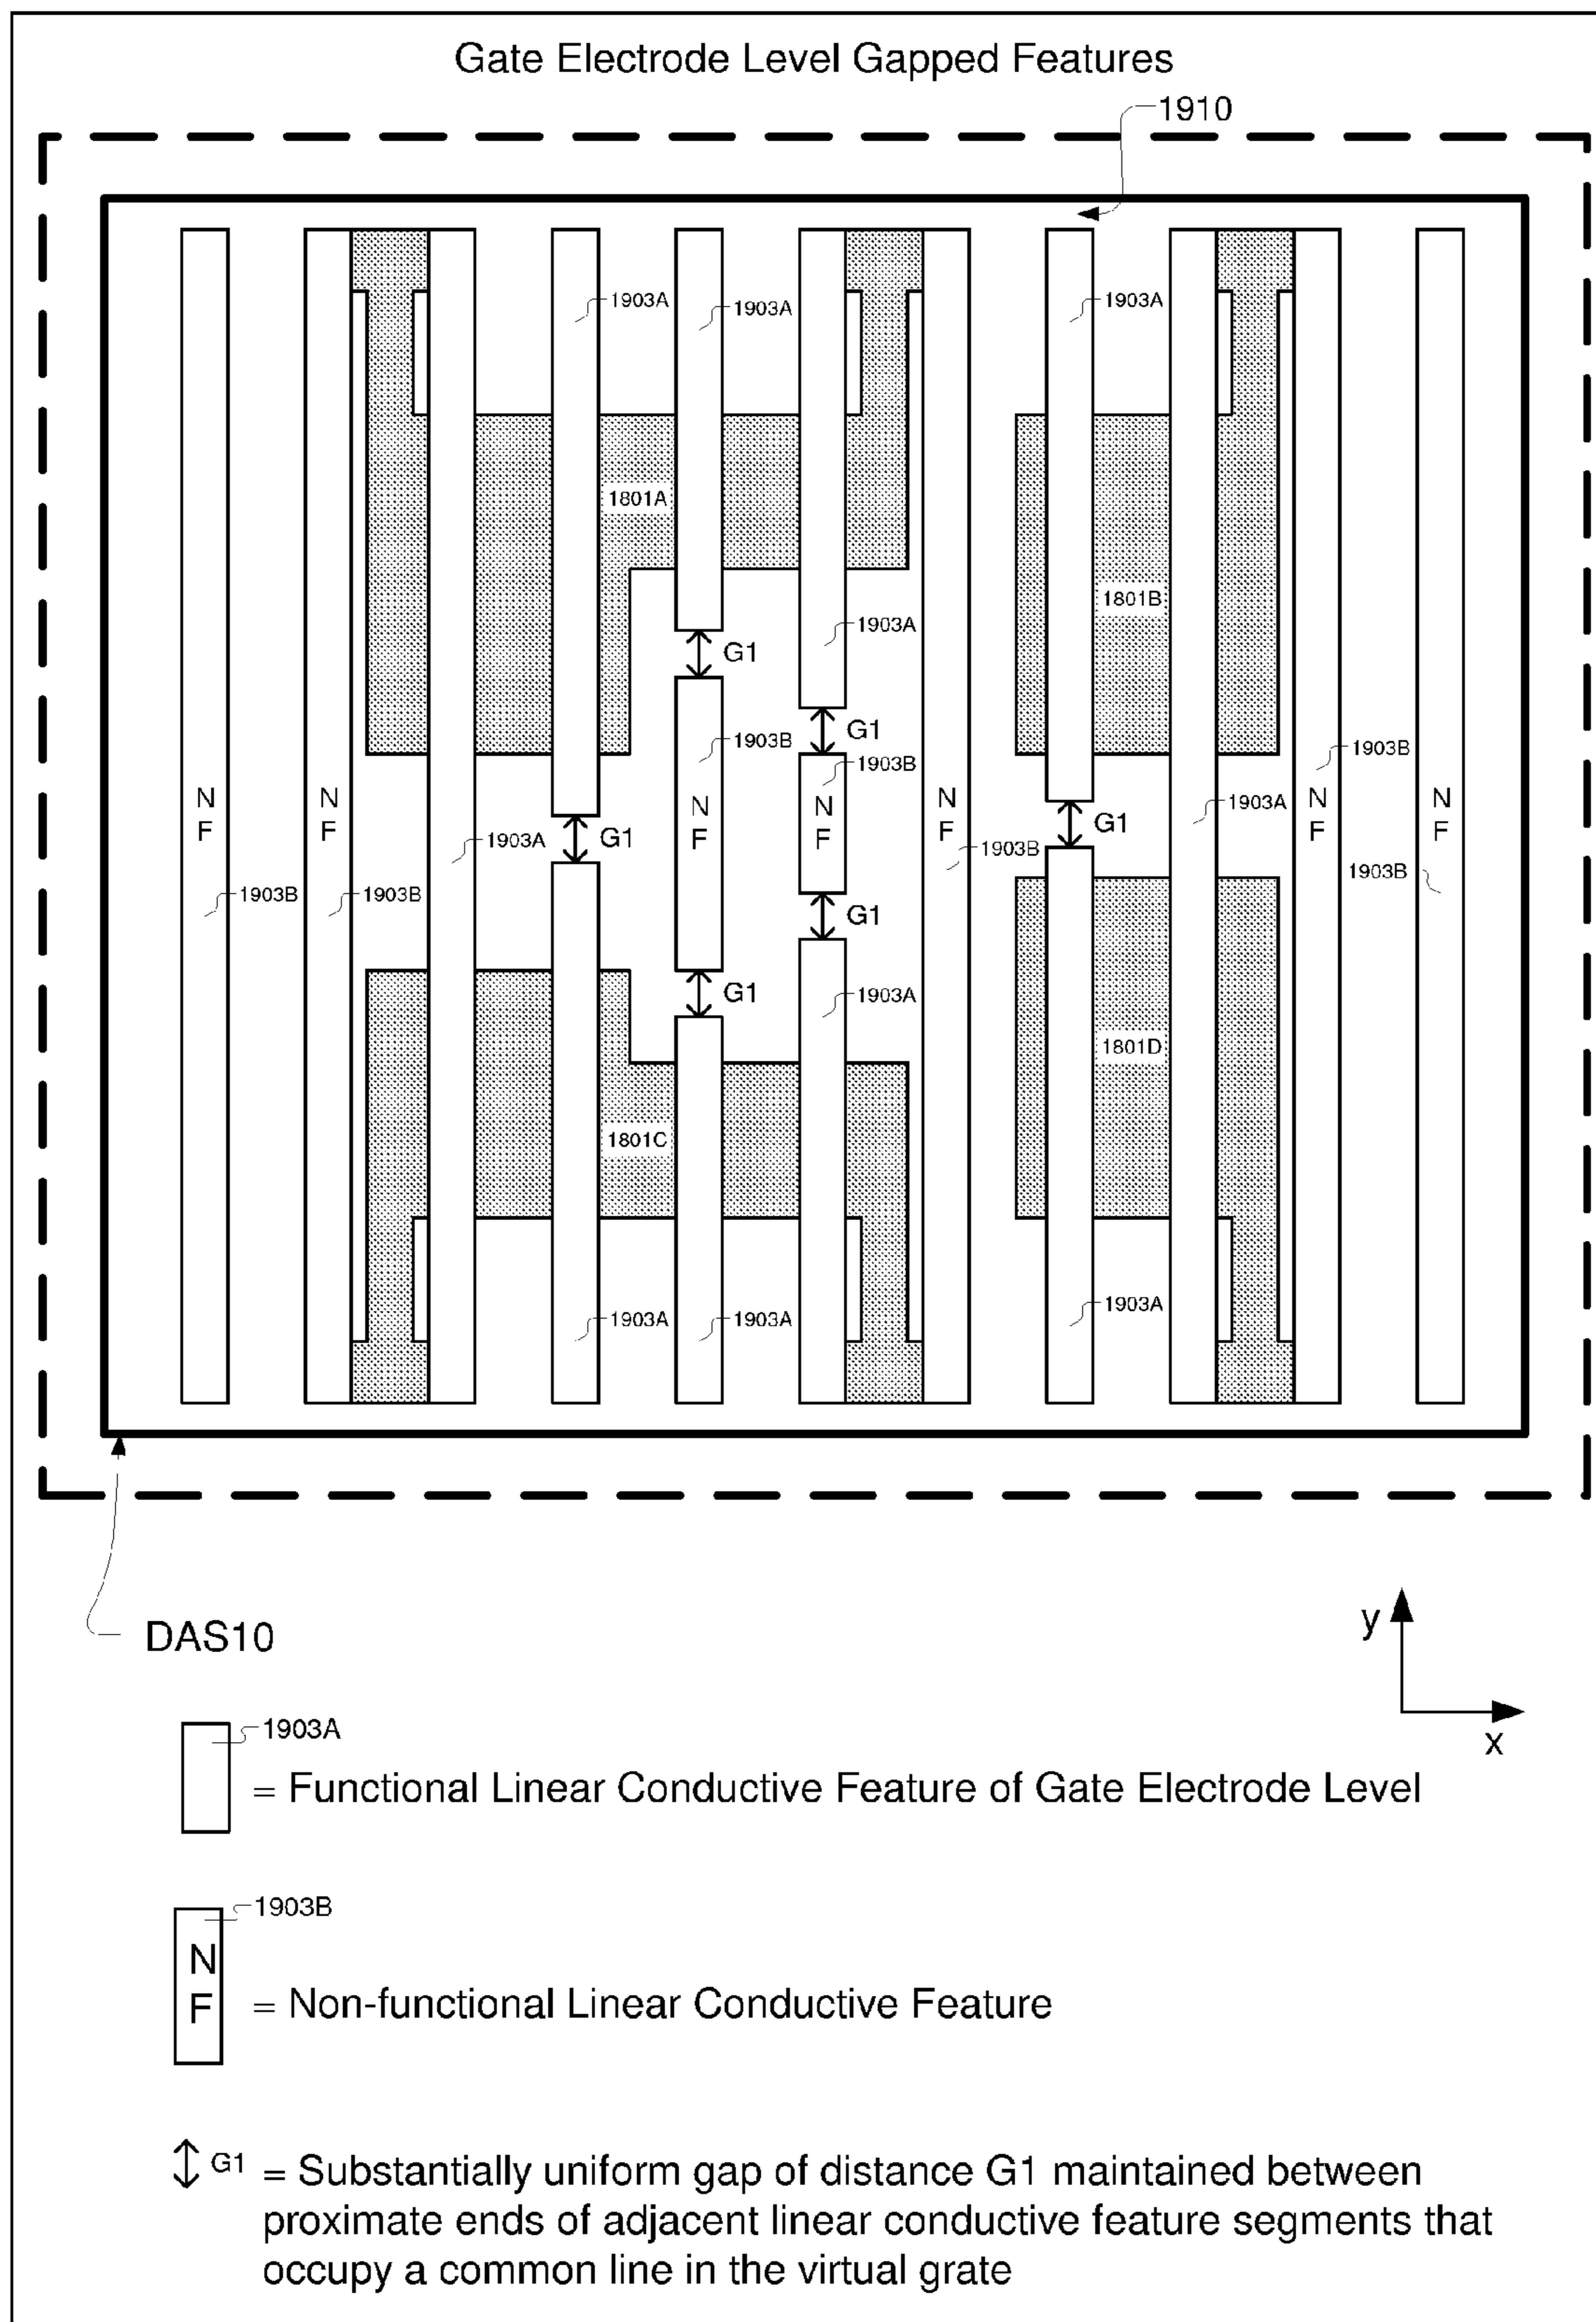 Gate Electrode Level Gapped Features
1910
1903A
1903A
1903A
1801A
1801B
1903A
G1
G1
1903B
1903B
1903B
N
F
N
F
N
F
N
F
N
F
N
F
N
F
1903A
G1
G1
1903A
1903B
1903B
1903B
1903B
G1
G1
1903A
1801D
1801C
1903A
1903A
1903A
DAS10
y
x
1903A
= Functional Linear Conductive Feature of Gate Electrode Level
1903B
N
F
= Non-functional Linear Conductive Feature
G1 = Substantially uniform gap of distance G1 maintained between
proximate ends of adjacent linear conductive feature segments that
occupy a common line in the virtual grate